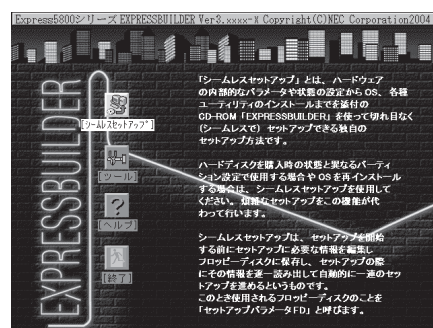 Express5800シリーズ EXPRESSBUILDER Ver3.xxxx-x Copyright(C)NEC Corporation2004
EXPRESSBUILDER
[シームレスセットアップ]
[ツール]
[ヘルプ]
[終了]
「シームレスセットアップ」とは、ハードウェア
の内部的なパラメータや状態の設定からOS、各種
ユーティリティのインストールまでを添付の
CD-ROM「EXPRESSBUILDER」を使って切れ目なく
(シームレスで) セットアップできる独自の
セットアップ方法です。
ハードディスクを購入時の状態と異なるパーティ
ション設定で使用する場合やOSを再インストール
する場合は、シームレスセットアップを使用して
ください。煩雑なセットアップをこの機能が代
わって行います。
シームレスセットアップは、セットアップを開始
する前にセットアップに必要な情報を編集し
フロッピーディスクに保存し、セットアップの際
にその情報を逐一読み出して自動的に一連のセッ
トアップを進めるというものです。
このとき使用されるフロッピーディスクのことを
「セットアップパラメータFD」と呼びます。